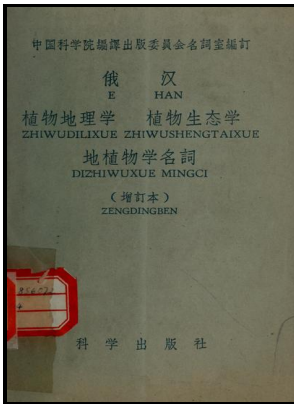 中国科学院編譯出版委員会名詞室編訂
俄 汉
E HAN
植物地理学 植物生态学
ZHIWUDILIXUE ZHIWUSHENGTAIXUE
地植物学名詞
DIZHIWUXUE MINGCI
（增訂本）
ZENGDINGBEN
科学出版社